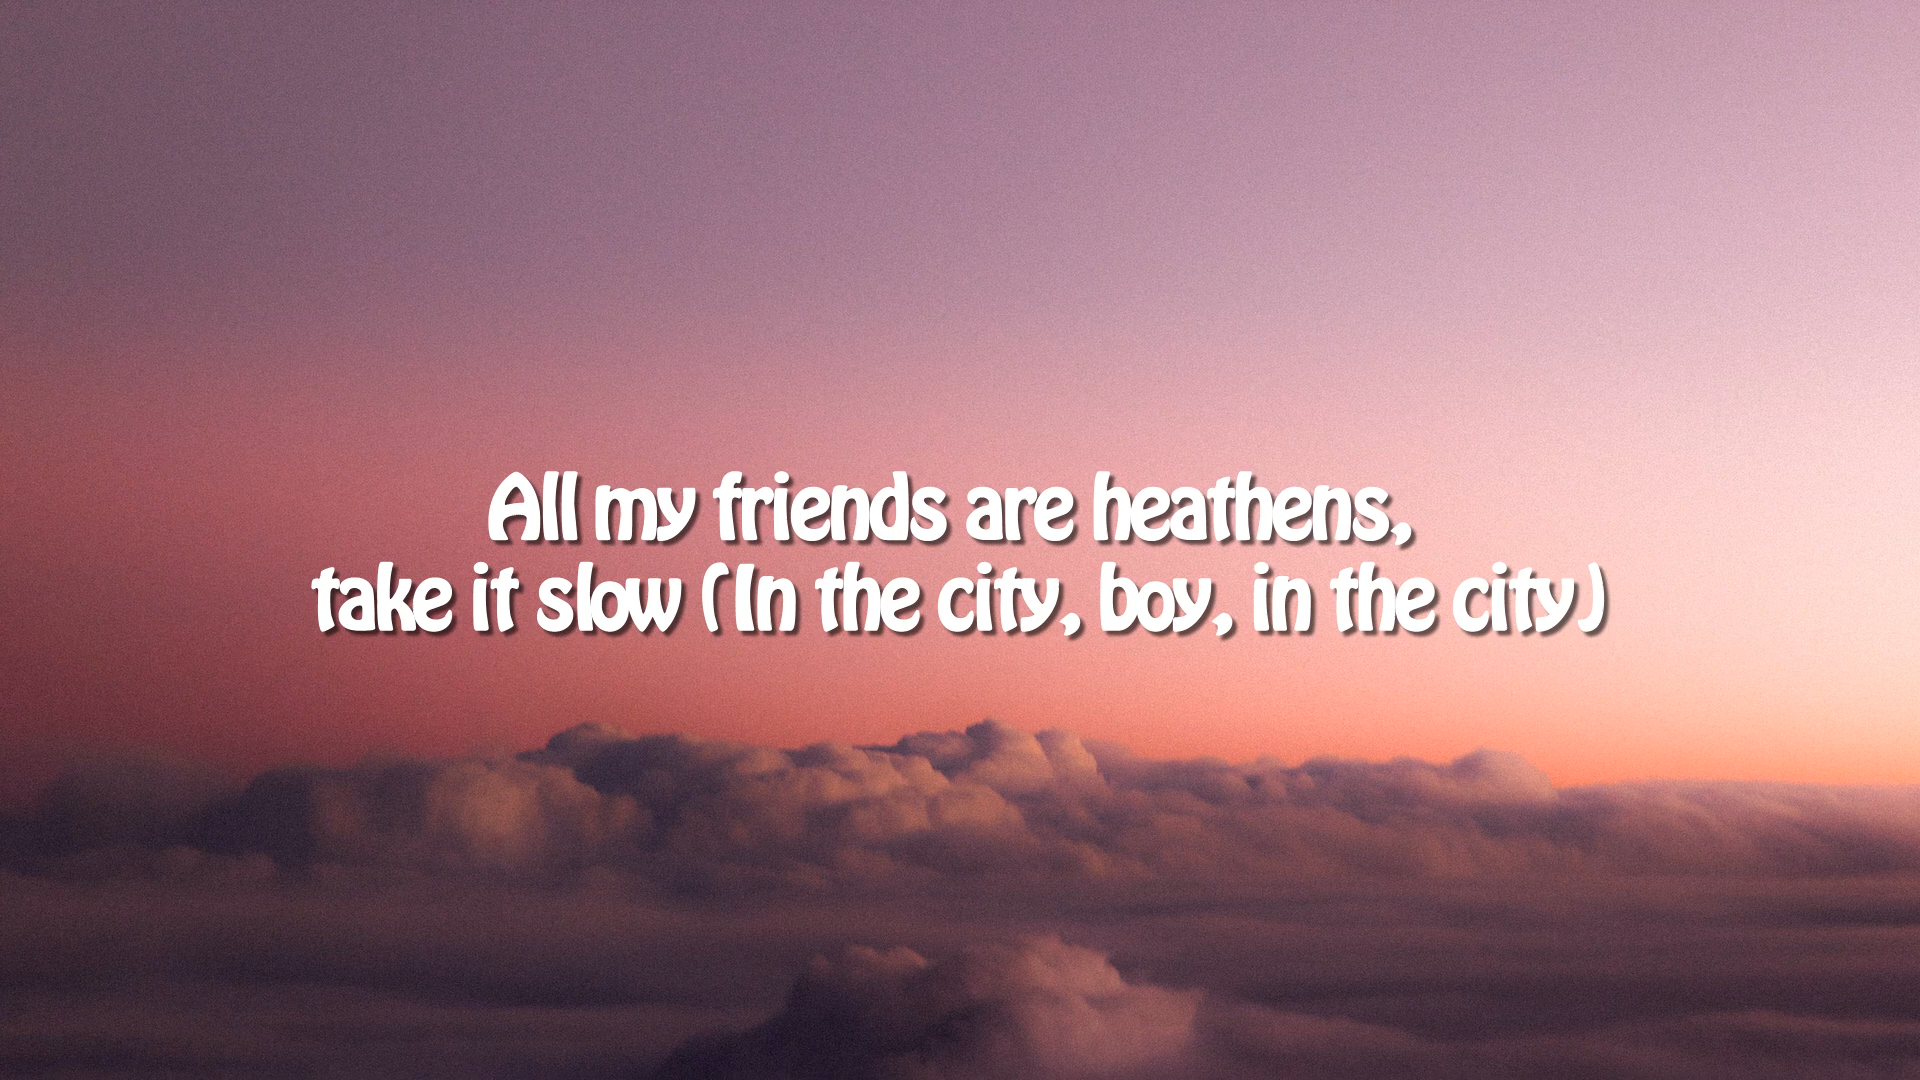 All my friends are heathens,
take it slow (In the city, boy, in the city)